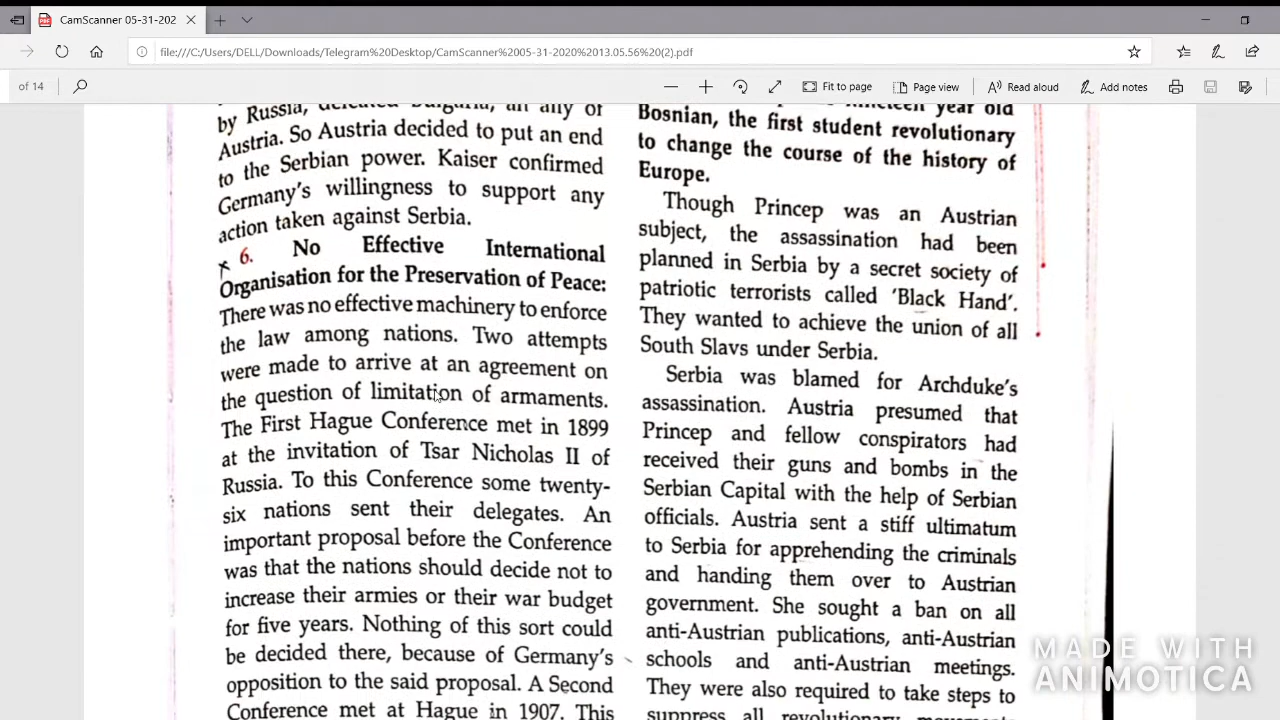 CamScanner 05-31-202
file:///C:/Users/DELL/Downloads/Telegram%20Desktop/CamScanner%2005-31-2020%2013.05.56%20(2).pdf
of 14
Fit to page
Page view
Read aloud
Add notes
by Russia, defeated Bulgaria, an ally of
Austria. So Austria decided to put an end
to the Serbian power. Kaiser confirmed
Germany's willingness to support any
action taken against Serbia.
6. No Effective International
Organisation for the Preservation of Peace:
There was no effective machinery to enforce
the law among nations. Two attempts
were made to arrive at an agreement on
the question of limitation of armaments.
The First Hague Conference met in 1899
at the invitation of Tsar Nicholas II of
Russia. To this Conference some twenty-
six nations sent their delegates. An
important proposal before the Conference
was that the nations should decide not to
increase their armies or their war budget
for five years. Nothing of this sort could
be decided there, because of Germany's
opposition to the said proposal. A Second
Conference met at Hague in 1907. This
nineteen year old
Bosnian, the first student revolutionary
to change the course of the history of
Europe.
Though Princep was an Austrian
subject, the assassination had been
planned in Serbia by a secret society of
patriotic terrorists called 'Black Hand'.
They wanted to achieve the union of all
South Slavs under Serbia.
Serbia was blamed for Archduke's
assassination. Austria presumed that
Princep and fellow conspirators had
received their guns and bombs in the
Serbian Capital with the help of Serbian
officials. Austria sent a stiff ultimatum
to Serbia for apprehending the criminals
and handing them over to Austrian
government. She sought a ban on all
anti-Austrian publications, anti-Austrian
schools and anti-Austrian meetings.
They were also required to take steps to
suppress all revolutionary
MADE WITH
ANIMOTICA